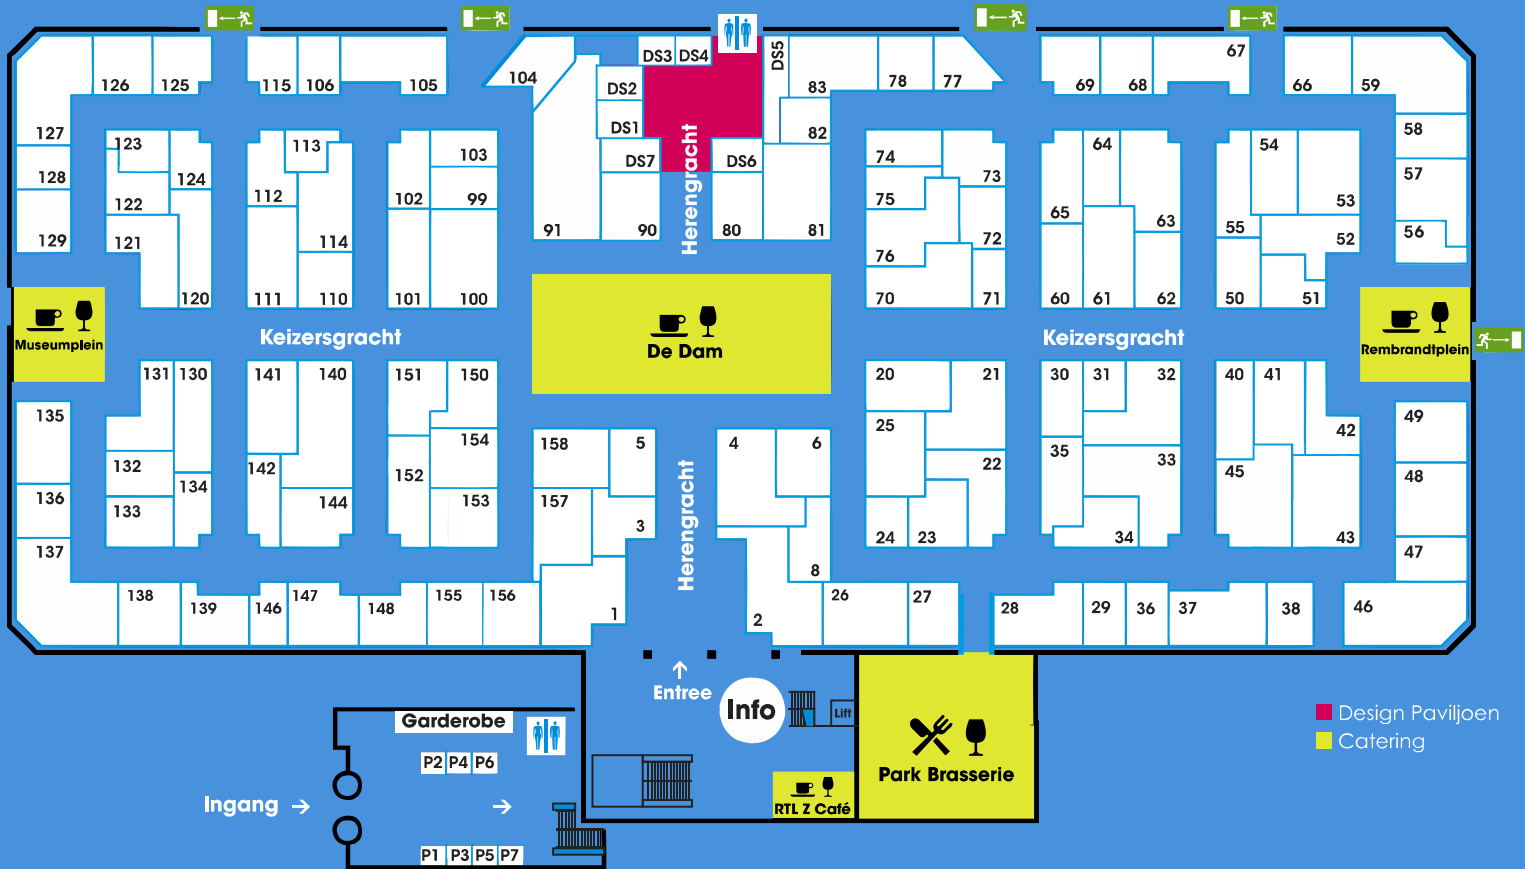 DS3 DS4
DS5
67
104
126 125 115 106 105
DS2
83 78 77
69 68 66 59
127
DS1
82
58
123 113
103
DS7 DS6
74
64 54
128 124
73
57
112 102 99
75
122
53
129 121
65 63 55
56
114
91 90 Herengracht 80 81
76 72
52
120 111 110 101 100
70 71
60 61 62 50 51
Museumplein
Keizersgracht
De Dam
Keizersgracht
Rembrandtplein
131 130 141 140 151 150
20 21
30 31 32 40 41
135
49
25
42
158 5 4 6
132 142 152 154
22
35 33
45
48
136 134
133 144 153
157 3
Herengracht
24 23
34 43
137
8
47
138 139 146 147 148 155 156
1 2
26 27
28 29 36 37 38 46
Entree
Info
Lift
Garderobe
P2 P4 P6
Ingang
P1 P3 P5 P7
RTL Z Café
Park Brasserie
Design Paviljoen
Catering